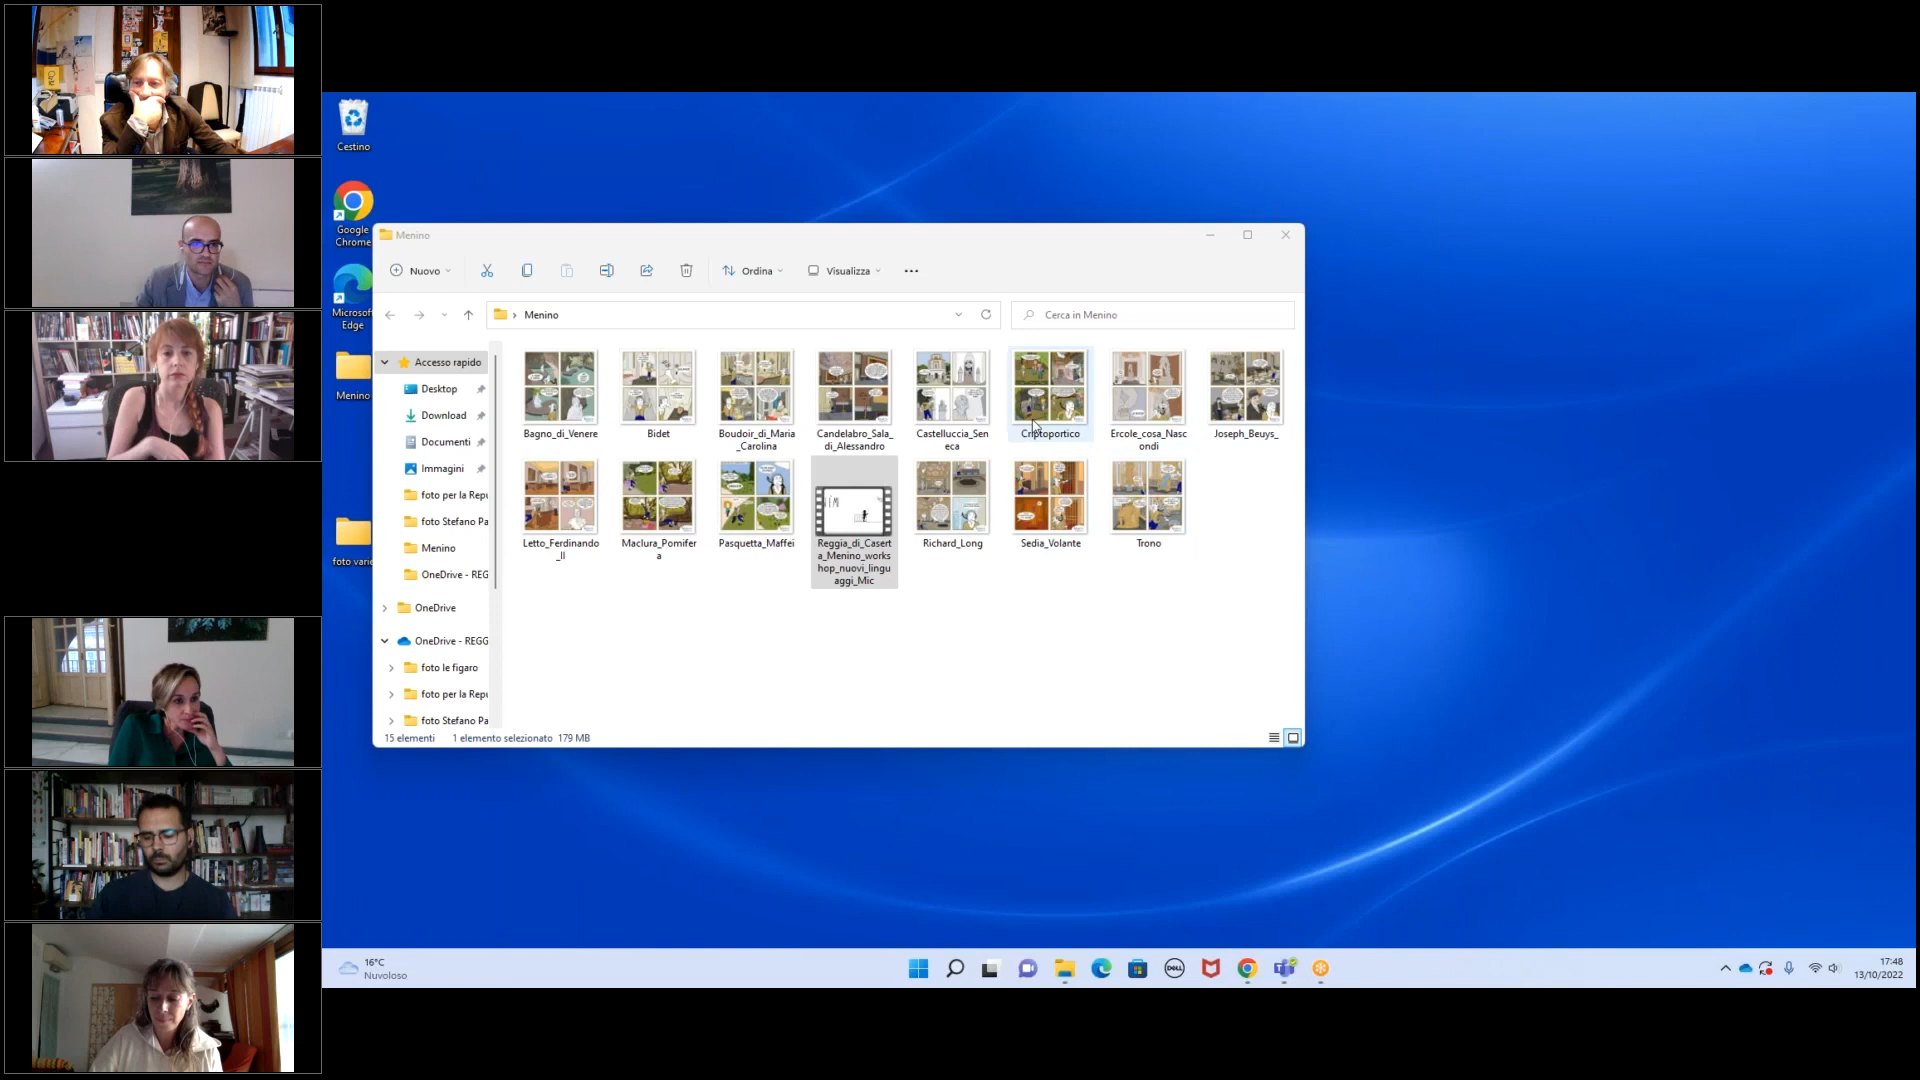 Cestino
Google
Chrome
Microsoft
Edge
Menino
foto varie
Menino
Nuovo
Ordina
Visualizza
Menino
Cerca in Menino
Accesso rapido
Desktop
Download
Documenti
Immagini
foto per la Repu
foto Stefano Pa
Menino
OneDrive - REG
OneDrive
OneDrive - REGG
foto le figaro
foto per la Repu
foto Stefano Pa
Bagno_di_Venere
Bidet
Boudoir_di_Maria
_Carolina
Candelabro_Sala_
di_Alessandro
Castelluccia_Sen
eca
Criptoportico
Ercole_cosa_Nasc
ondi
Joseph_Beuys_
Letto_Ferdinando
_II
Maclura_Pomifer
a
Pasquetta_Maffei
Reggia_di_Casert
a_Menino_works
hop_nuovi_lingu
aggi_Mic
Richard_Long
Sedia_Volante
Trono
15 elementi
1 elemento selezionato 179 MB
16°C
Nuvoloso
DELL
17:48
13/10/2022